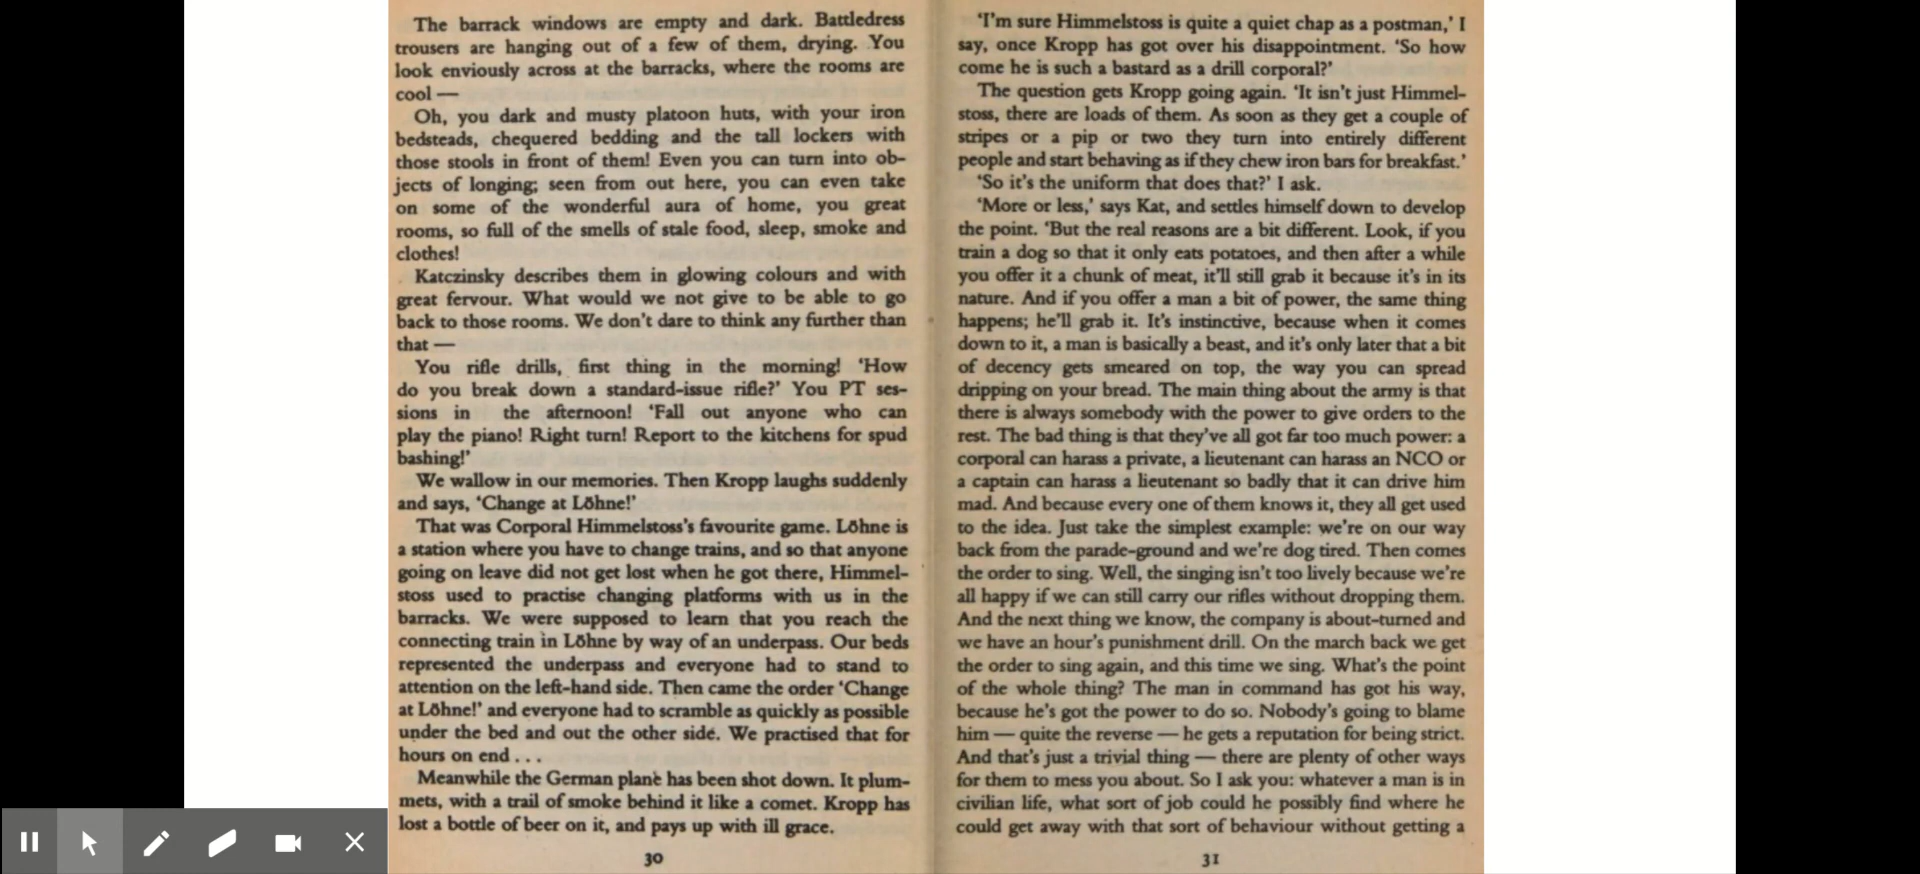 The barrack windows are empty and dark. Battledress
trousers are hanging out of a few of them, drying. You
look enviously across at the barracks, where the rooms are
cool —
Oh, you dark and musty platoon huts, with your iron
bedsteads, chequered bedding and the tall lockers with
those stools in front of them! Even you can turn into ob-
jects of longing; seen from out here, you can even take
on some of the wonderful aura of home, you great
rooms, so full of the smells of stale food, sleep, smoke and
clothes!
Katczinsky describes them in glowing colours and with
great fervour. What would we not give to be able to go
back to those rooms. We don't dare to think any further than
that —
You rifle drills, first thing in the morning! 'How
do you break down a standard-issue rifle?' You PT ses-
sions in the afternoon! 'Fall out anyone who can
play the piano! Right turn! Report to the kitchens for spud
bashing!'
We wallow in our memories. Then Kropp laughs suddenly
and says, 'Change at Löhne!'
That was Corporal Himmelstoss's favourite game. Löhne is
a station where you have to change trains, and so that anyone
going on leave did not get lost when he got there, Himmel-
stoss used to practise changing platforms with us in the
barracks. We were supposed to learn that you reach the
connecting train in Löhne by way of an underpass. Our beds
represented the underpass and everyone had to stand to
attention on the left-hand side. Then came the order 'Change
at Löhne!' and everyone had to scramble as quickly as possible
under the bed and out the other side. We practised that for
hours on end . . .
Meanwhile the German plane has been shot down. It plum-
mets, with a trail of smoke behind it like a comet. Kropp has
lost a bottle of beer on it, and pays up with ill grace.
30
'I'm sure Himmelstoss is quite a quiet chap as a postman,' I
say, once Kropp has got over his disappointment. 'So how
come he is such a bastard as a drill corporal?'
The question gets Kropp going again. 'It isn't just Himmel-
stoss, there are loads of them. As soon as they get a couple of
stripes or a pip or two they turn into entirely different
people and start behaving as if they chew iron bars for breakfast.'
'So it's the uniform that does that?' I ask.
'More or less,' says Kat, and settles himself down to develop
the point. 'But the real reasons are a bit different. Look, if you
train a dog so that it only eats potatoes, and then after a while
you offer it a chunk of meat, it'll still grab it because it's in its
nature. And if you offer a man a bit of power, the same thing
happens; he'll grab it. It's instinctive, because when it comes
down to it, a man is basically a beast, and it's only later that a bit
of decency gets smeared on top, the way you can spread
dripping on your bread. The main thing about the army is that
there is always somebody with the power to give orders to the
rest. The bad thing is that they've all got far too much power: a
corporal can harass a private, a lieutenant can harass an NCO or
a captain can harass a lieutenant so badly that it can drive him
mad. And because every one of them knows it, they all get used
to the idea. Just take the simplest example: we're on our way
back from the parade-ground and we're dog tired. Then comes
the order to sing. Well, the singing isn't too lively because we're
all happy if we can still carry our rifles without dropping them.
And the next thing we know, the company is about-turned and
we have an hour's punishment drill. On the march back we get
the order to sing again, and this time we sing. What's the point
of the whole thing? The man in command has got his way,
because he's got the power to do so. Nobody's going to blame
him — quite the reverse — he gets a reputation for being strict.
And that's just a trivial thing — there are plenty of other ways
for them to mess you about. So I ask you: whatever a man is in
civilian life, what sort of job could he possibly find where he
could get away with that sort of behaviour without getting a
31